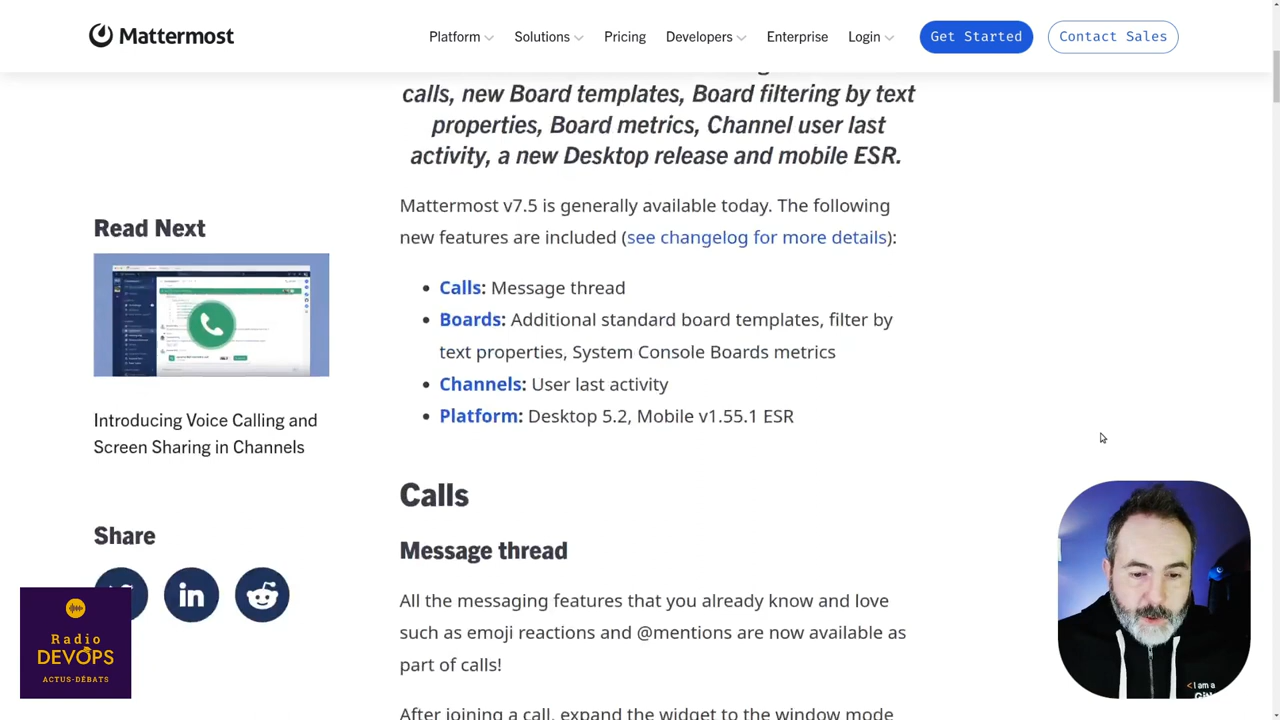 Mattermost
Platform
Solutions
Pricing
Developers
Enterprise
Login
Get Started
Contact Sales
calls, new Board templates, Board filtering by text
properties, Board metrics, Channel user last
activity, a new Desktop release and mobile ESR.
Mattermost v7.5 is generally available today. The following
new features are included (see changelog for more details):
• Calls: Message thread
• Boards: Additional standard board templates, filter by
text properties, System Console Boards metrics
• Channels: User last activity
• Platform: Desktop 5.2, Mobile v1.55.1 ESR
Calls
Message thread
All the messaging features that you already know and love
such as emoji reactions and @mentions are now available as
part of calls!
After joining a call, expand the widget to the window mode
Read Next
Introducing Voice Calling and
Screen Sharing in Channels
Share
in
Radio
DEVOPS
ACTUS-DÉBATS
<I am a